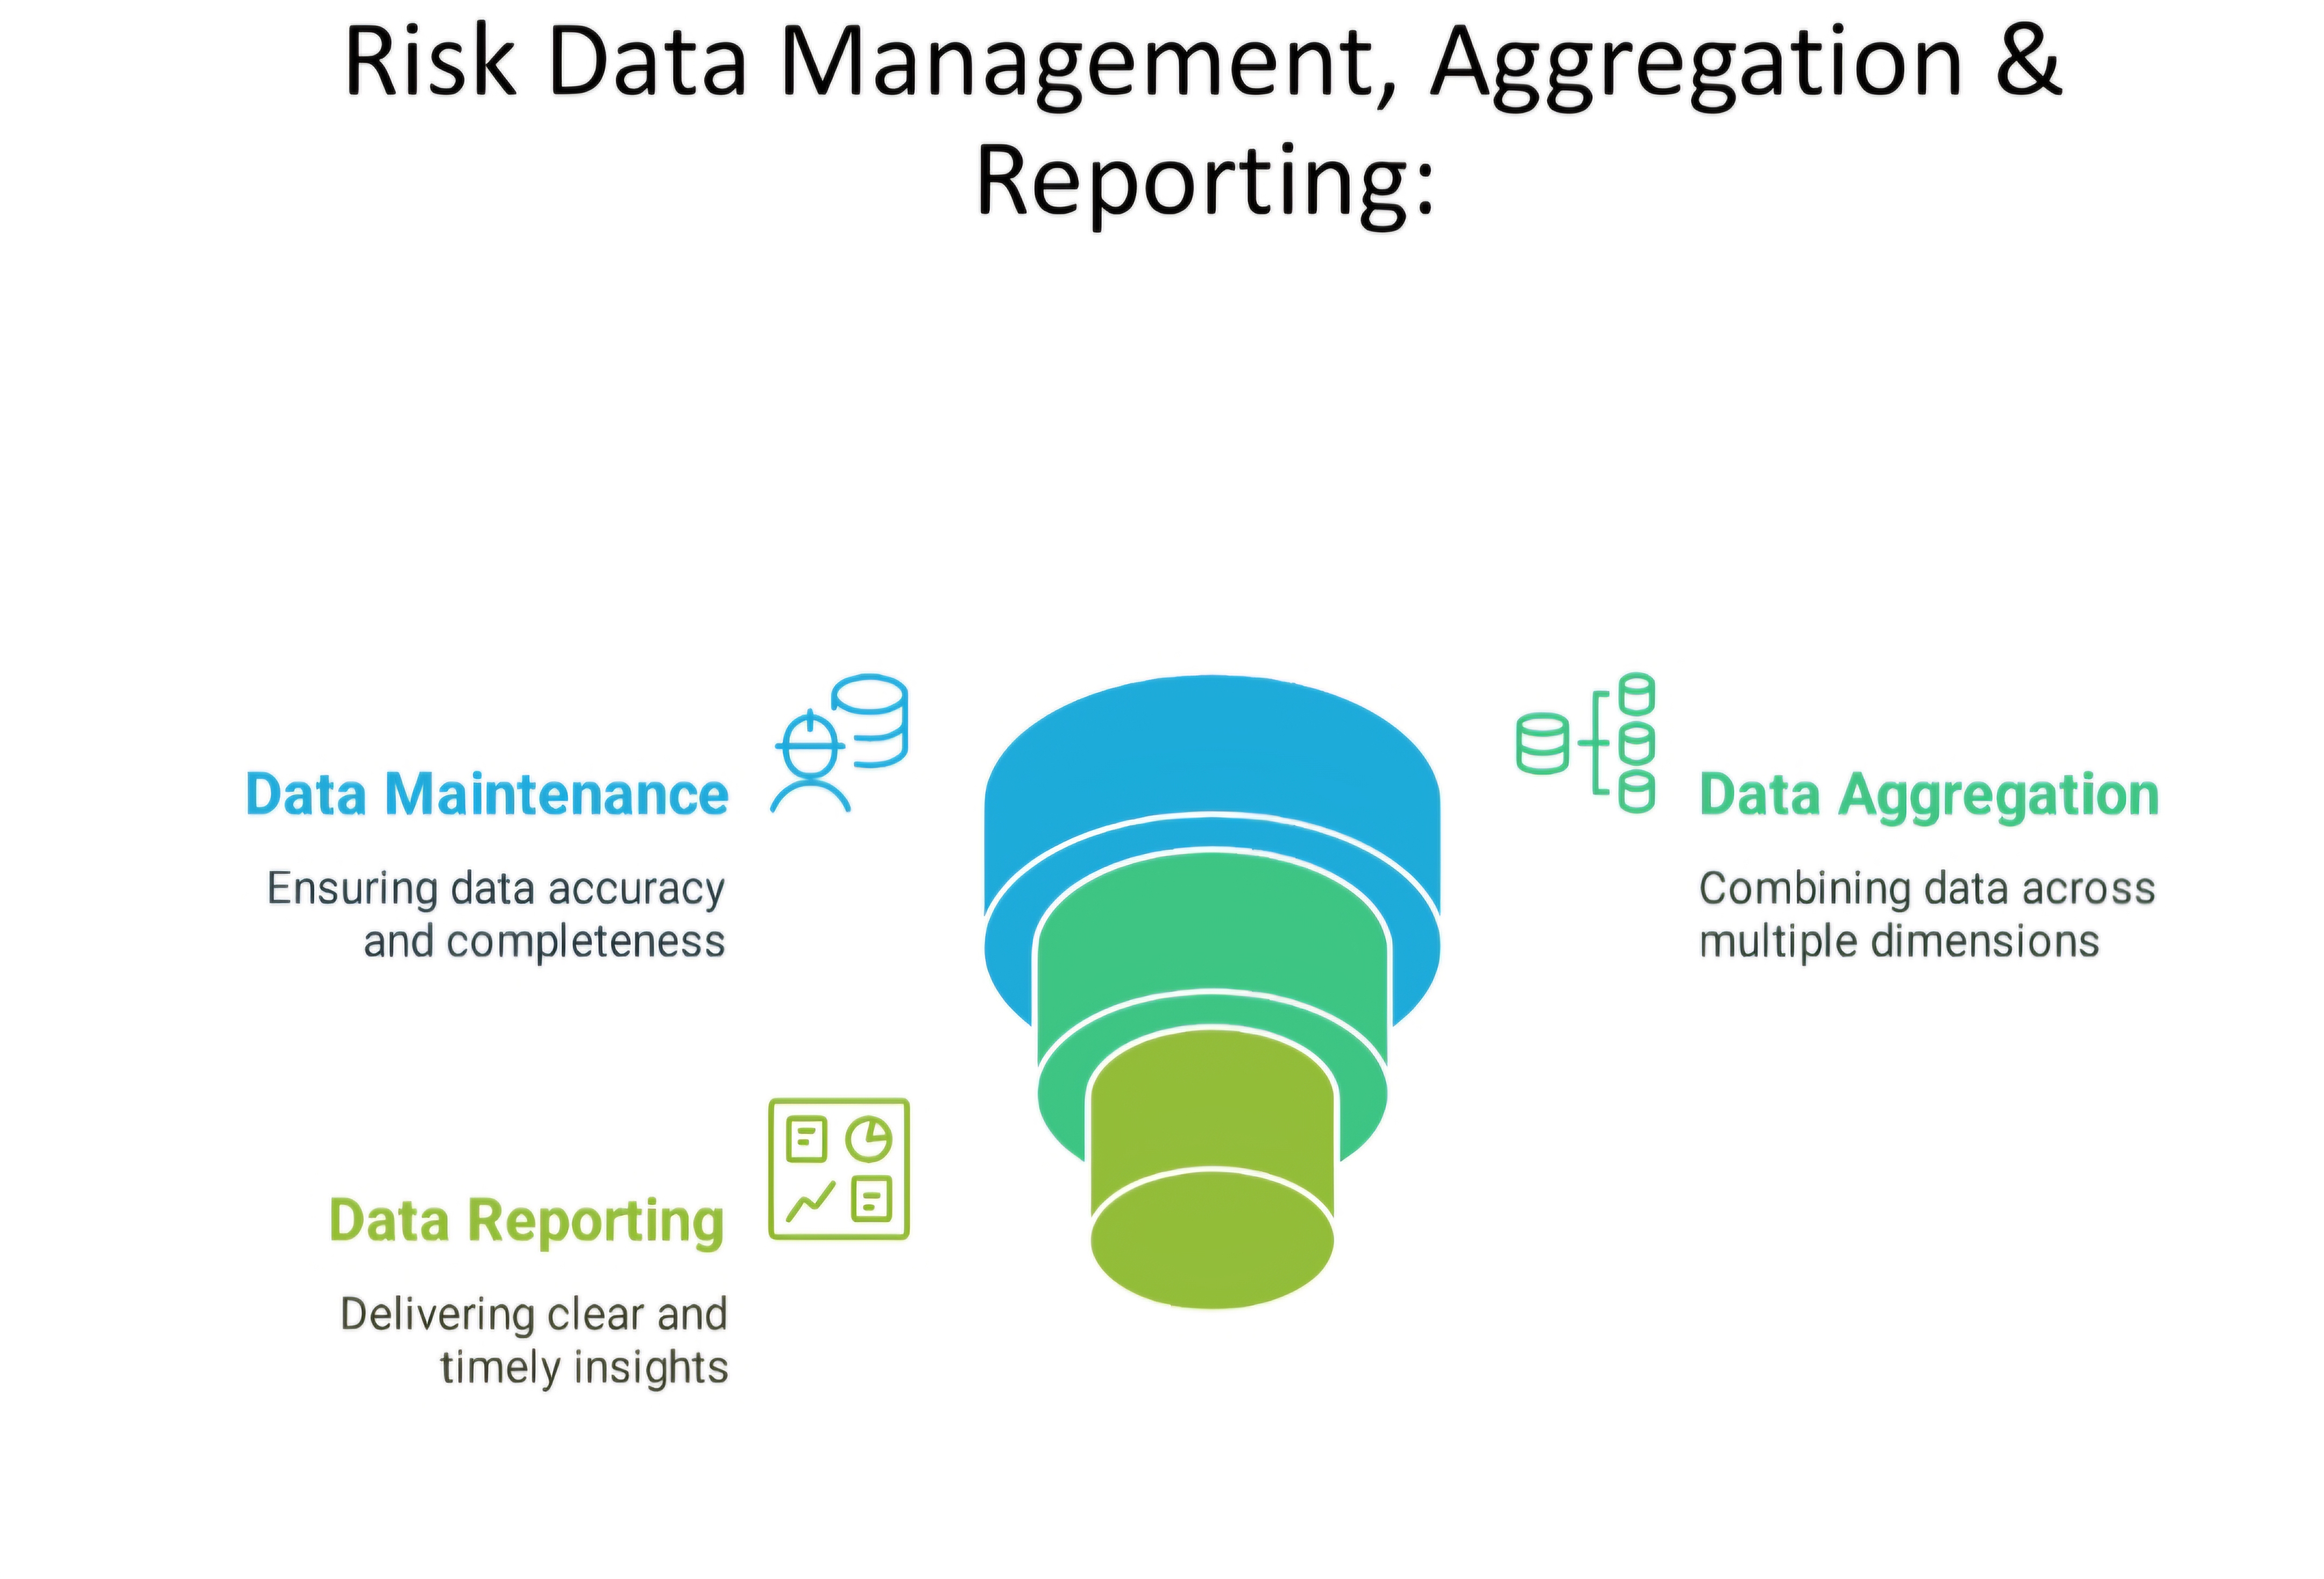 Risk Data Management, Aggregation &
Reporting:
Data Maintenance
Ensuring data accuracy
and completeness
Data Aggregation
Combining data across
multiple dimensions
Data Reporting
Delivering clear and
timely insights